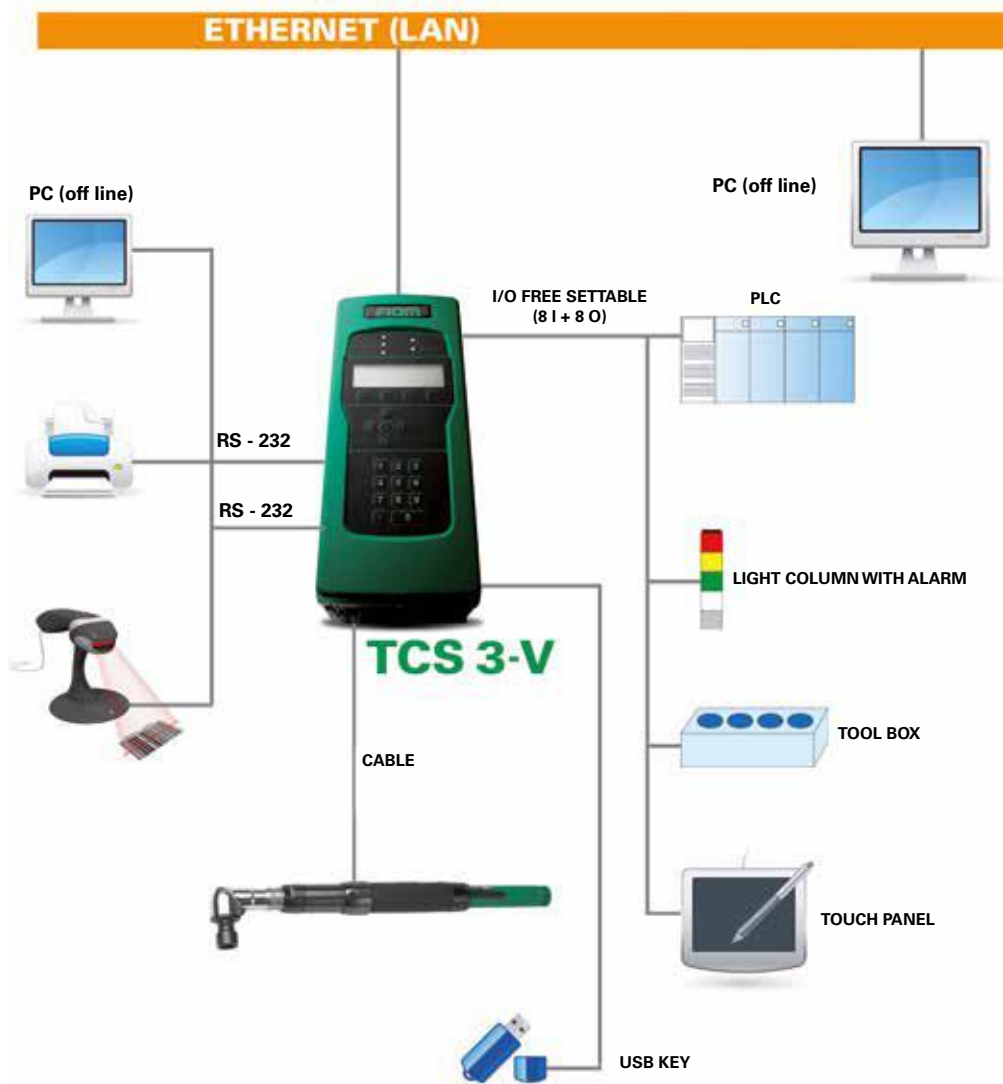 ETHERNET (LAN)
PC (off line)
PC (off line)
I/O FREE SETTABLE
(8 I + 8 O)
PLC
RS - 232
RS - 232
LIGHT COLUMN WITH ALARM
TCS 3-V
TOOL BOX
CABLE
TOUCH PANEL
USB KEY